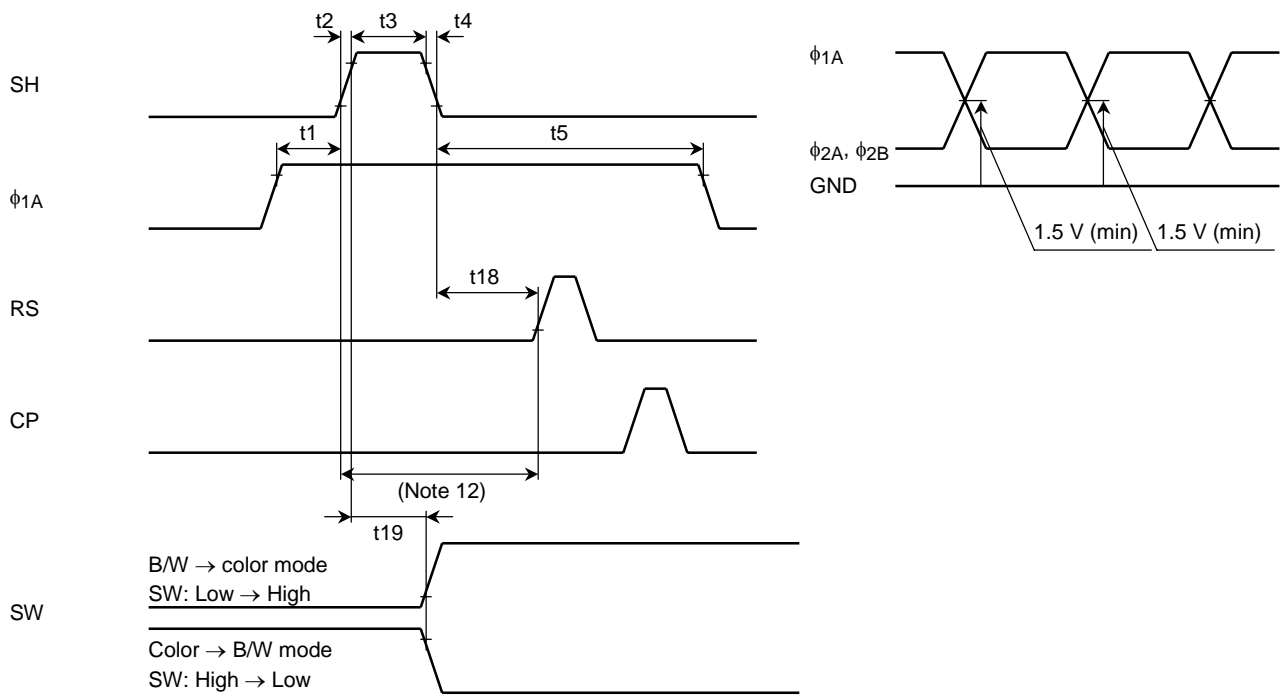 t2 t3 t4
SH
t1 t5
ϕ1A
t18
RS
CP
(Note 12)
t19
B/W → color mode
SW: Low → High
SW
Color → B/W mode
SW: High → Low
ϕ1A
ϕ2A, ϕ2B
GND
1.5 V (min) 1.5 V (min)